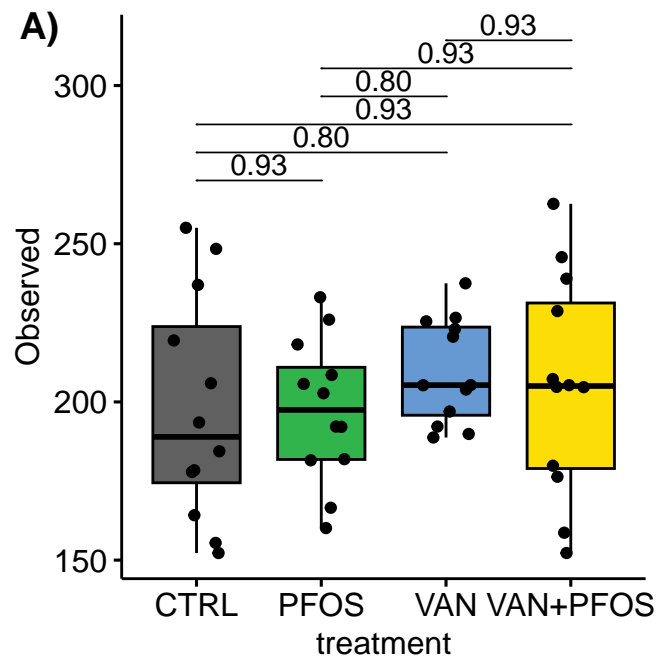 A)
0.93
0.93
300
0.80
0.93
0.80
0.93
250
Observed
200
150
CTRL PFOS VAN VAN+PFOS
treatment